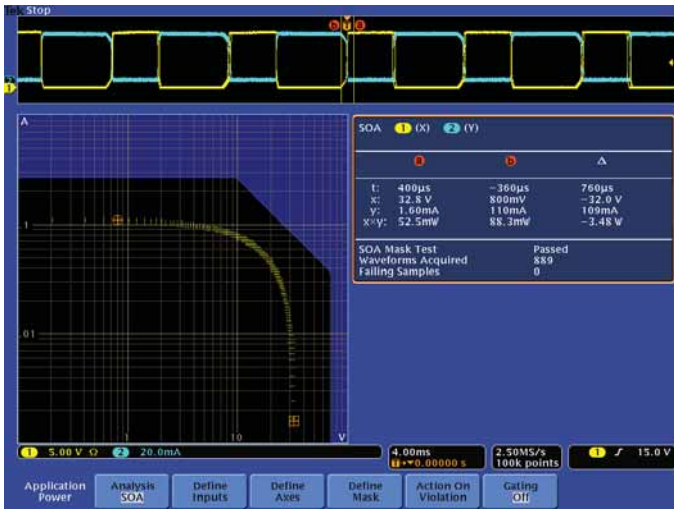 Tek Stop
b T a
2
1
A
.1
.01
1
10
V
SOA 1 (X) 2 (Y)
a b Δ
t: 400µs -360µs 760µs
x: 32.8 V 800mV -32.0 V
y: 1.60mA 110mA 109mA
x×y: 52.5mW 88.3mW -3.48 W
SOA Mask Test Passed
Waveforms Acquired 889
Failing Samples 0
1 5.00 V Ω 2 20.0mA
4.00ms
T→▼0.00000 s
2.50MS/s
100k points
1 ʃ 15.0 V
Application
Power
Analysis
SOA
Define
Inputs
Define
Axes
Define
Mask
Action On
Violation
Gating
Off